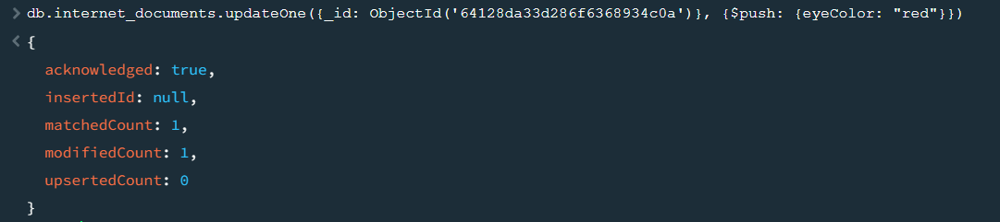 > db.internet_documents.updateOne({_id: ObjectId('64128da33d286f6368934c0a')}, {$push: {eyeColor: "red"}})
< {
acknowledged: true,
insertedId: null,
matchedCount: 1,
modifiedCount: 1,
upsertedCount: 0
}